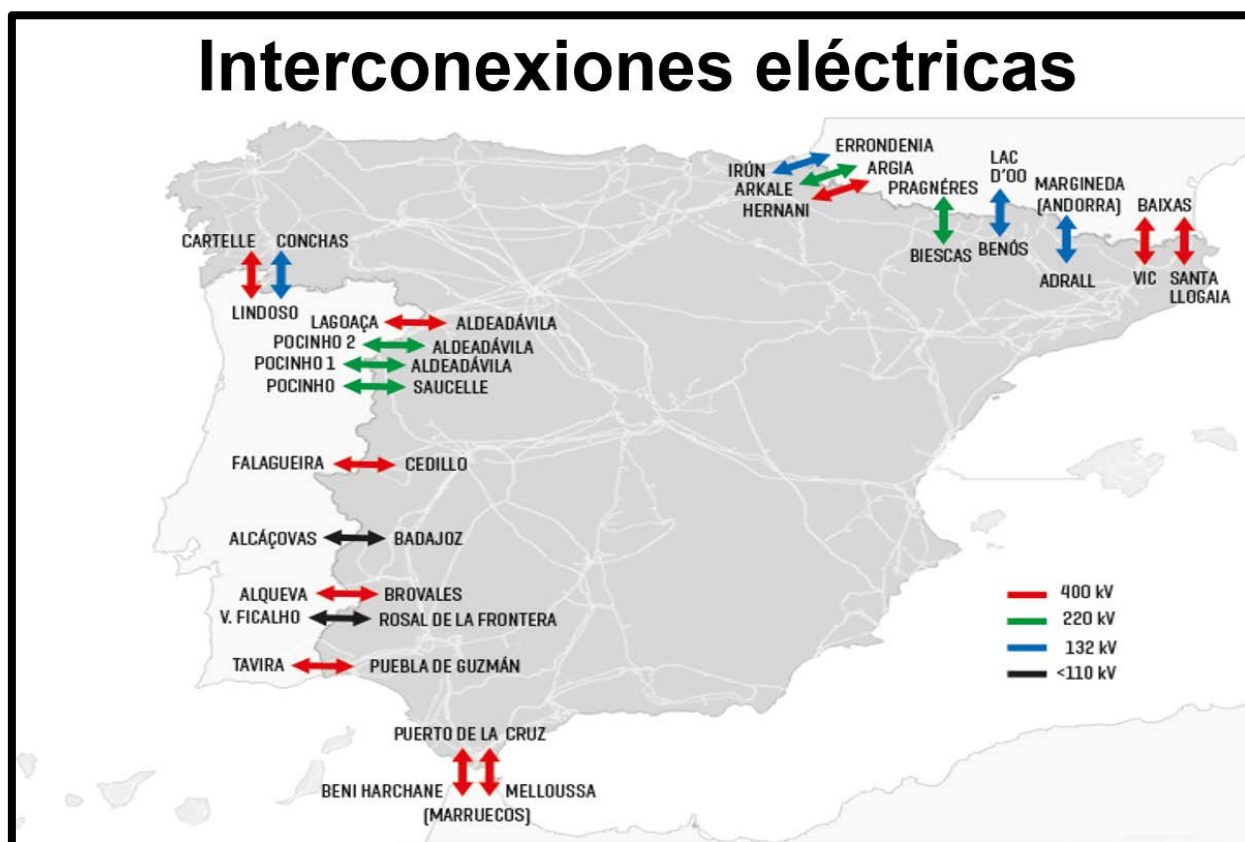 Interconexiones eléctricas
ERRONDENIA
IRÚN
ARGIA
ARKALE
PRAGNÉRES
HERNANI
LAC
D'OO
MARGINEDA
(ANDORRA)
BAIXAS
BIESCAS
BENÓS
ADRALL
VIC
SANTA
LLOGAIA
CARTELLE
CONCHAS
LINDOSO
LAGOAÇA
ALDEADÁVILA
POCINHO 2
ALDEADÁVILA
POCINHO 1
ALDEADÁVILA
POCINHO
SAUCELLE
FALAGUEIRA
CEDILLO
ALCÁÇOVAS
BADAJOZ
ALQUEVA
BROVALES
V. FICALHO
ROSAL DE LA FRONTERA
TAVIRA
PUEBLA DE GUZMÁN
PUERTO DE LA CRUZ
BENI HARCHANE
MELLOUSSA
(MARRUECOS)
400 kV
220 kV
132 kV
<110 kV